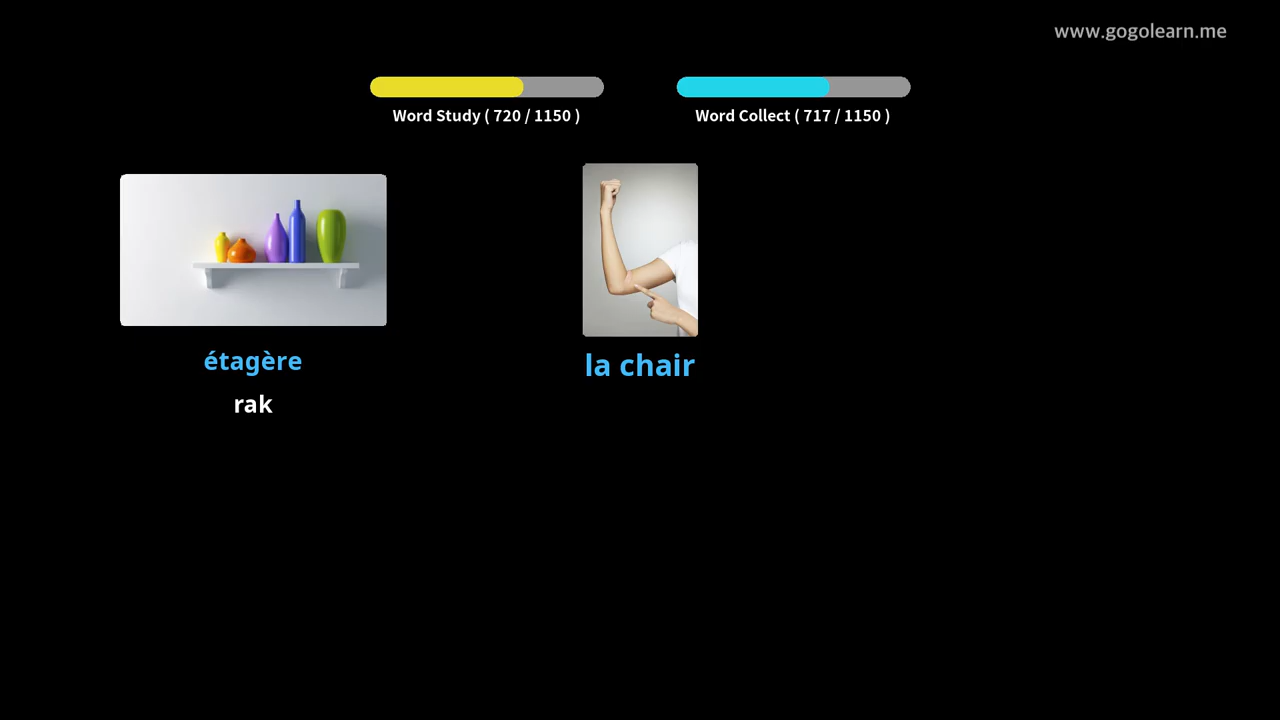 www.gogolearn.me
Word Study ( 720 / 1150 )
Word Collect ( 717 / 1150 )
étagère
rak
la chair